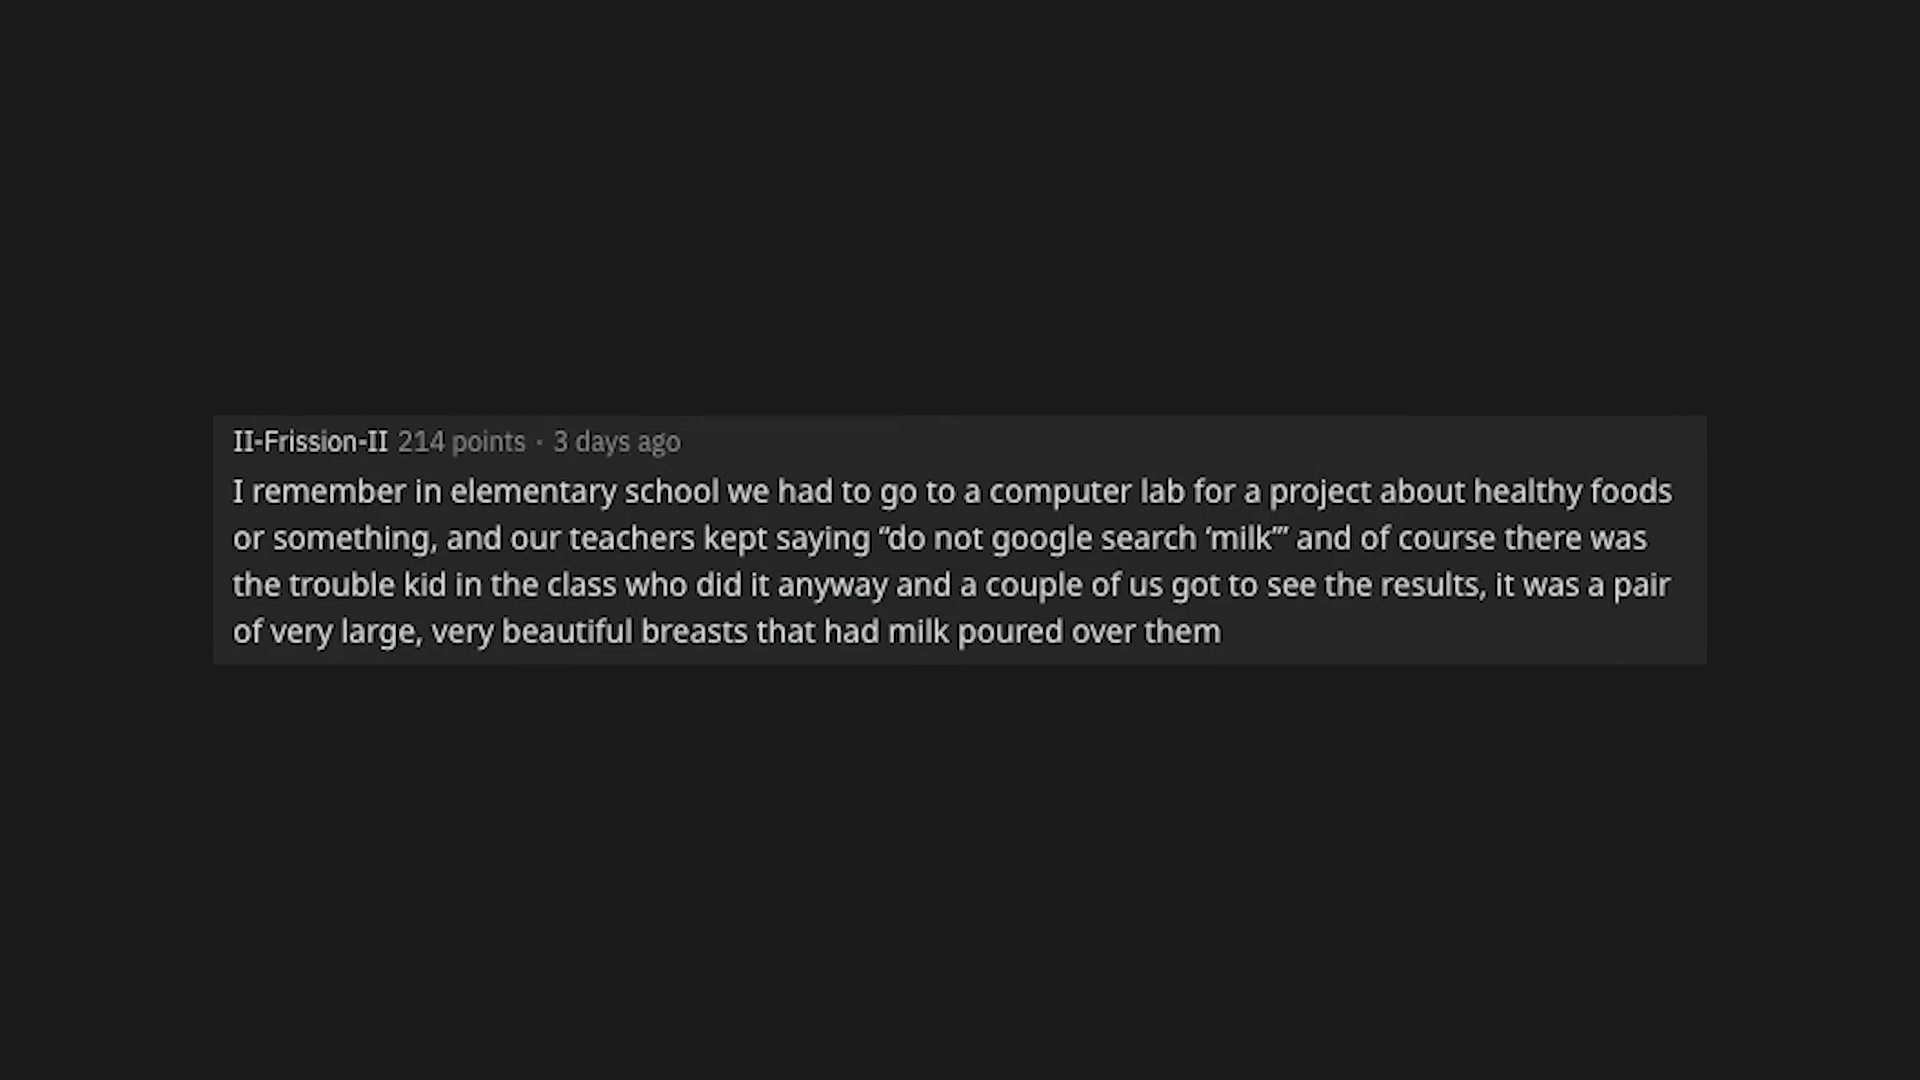 II-Frission-II 214 points · 3 days ago
I remember in elementary school we had to go to a computer lab for a project about healthy foods
or something, and our teachers kept saying “do not google search ‘milk’” and of course there was
the trouble kid in the class who did it anyway and a couple of us got to see the results, it was a pair
of very large, very beautiful breasts that had milk poured over them